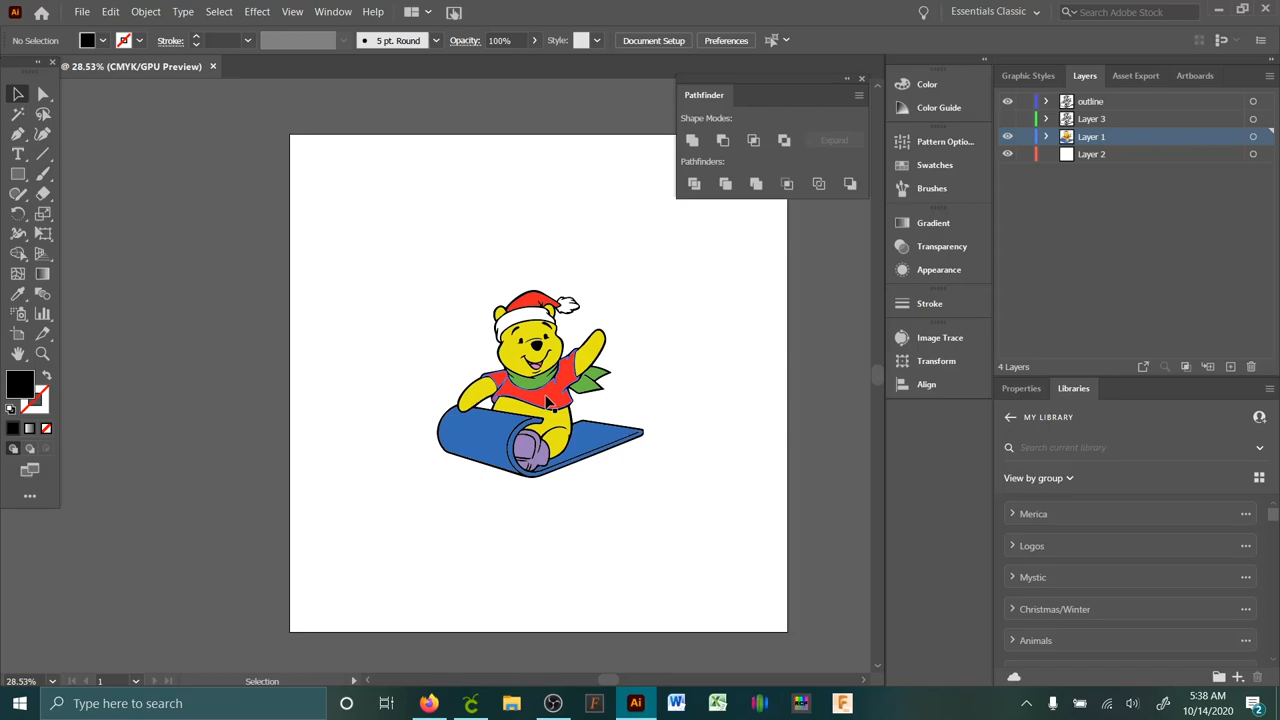 File Edit Object Type Select Effect View Window Help
Essentials Classic
Search Adobe Stock
No Selection
Stroke:
5 pt. Round
Opacity: 100%
Style:
Document Setup
Preferences
@ 28.53% (CMYK/GPU Preview)
Pathfinder
Shape Modes:
Expand
Pathfinders:
Color
Color Guide
Pattern Optio...
Swatches
Brushes
Gradient
Transparency
Appearance
Stroke
Image Trace
Transform
Align
Graphic Styles Layers Asset Export Artboards
outline
Layer 3
Layer 1
Layer 2
4 Layers
Properties Libraries
MY LIBRARY
Search current library
View by group
Merica
Logos
Mystic
Christmas/Winter
Animals
28.53% 1 Selection
Type here to search
5:38 AM
10/14/2020
2